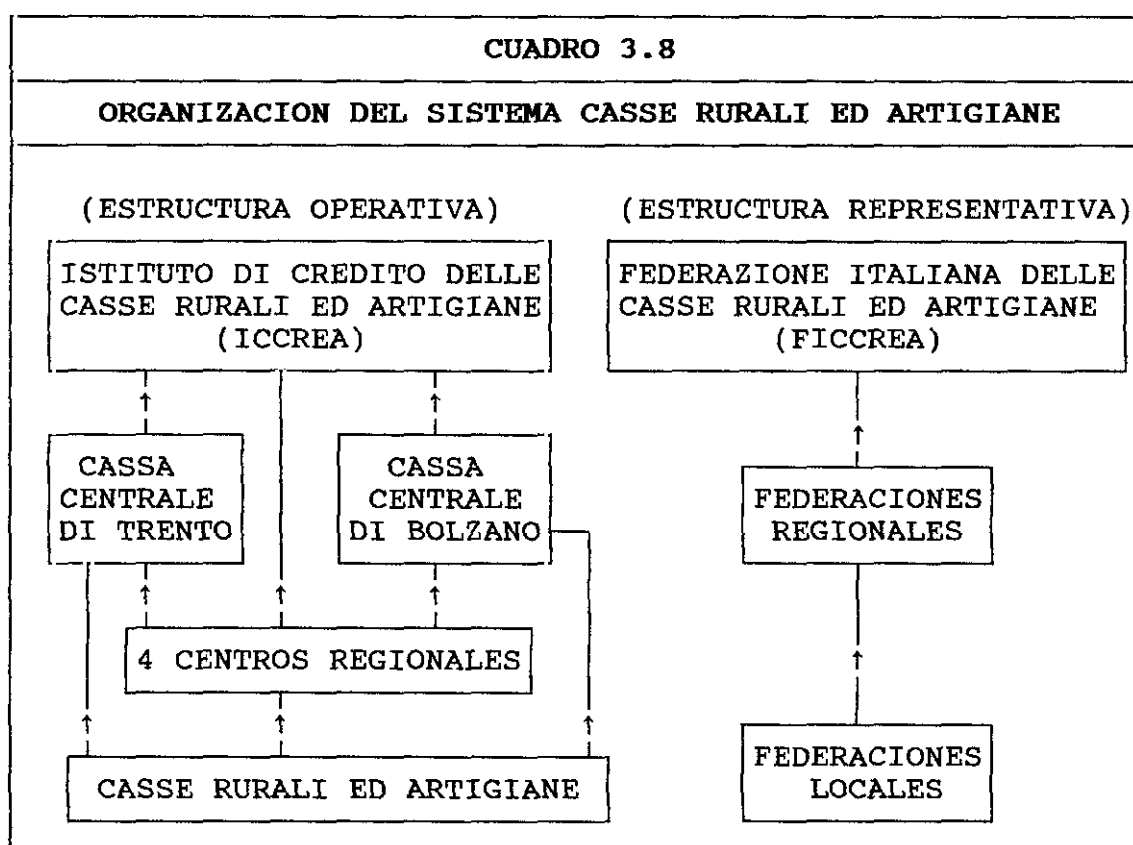 CUADRO 3.8
ORGANIZACION DEL SISTEMA CASSE RURALI ED ARTIGIANE
(ESTRUCTURA OPERATIVA)
ISTITUTO DI CREDITO DELLE
CASSE RURALI ED ARTIGIANE
(ICCREA)
CASSA
CENTRALE
DI TRENTO
CASSA
CENTRALE
DI BOLZANO
4 CENTROS REGIONALES
CASSE RURALI ED ARTIGIANE
(ESTRUCTURA REPRESENTATIVA)
FEDERAZIONE ITALIANA DELLE
CASSE RURALI ED ARTIGIANE
(FICCREA)
FEDERACIONES
REGIONALES
FEDERACIONES
LOCALES